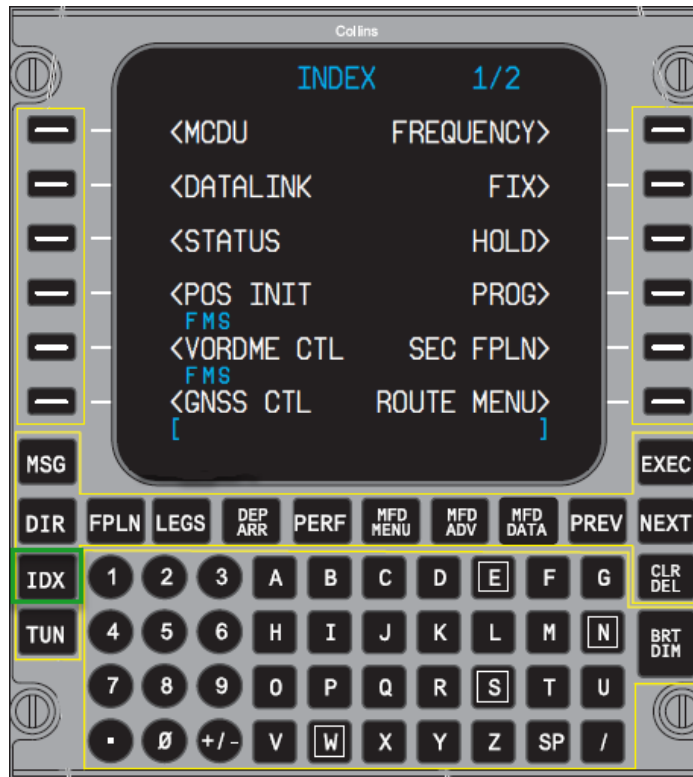 Collins
INDEX 1/2
<MCDU FREQUENCY>
<DATALINK FIX>
<STATUS HOLD>
<POS INIT PROG>
FMS
<VORDME CTL SEC FPLN>
FMS
<GNSS CTL ROUTE MENU>
[ ]
MSG EXEC
DIR FPLN LEGS DEP ARR PERF MFD MENU MFD ADV MFD DATA PREV NEXT
IDX 1 2 3 A B C D E F G CLR DEL
TUN 4 5 6 H I J K L M N BRT DIM
7 8 9 O P Q R S T U
. Ø +/- V W X Y Z SP /